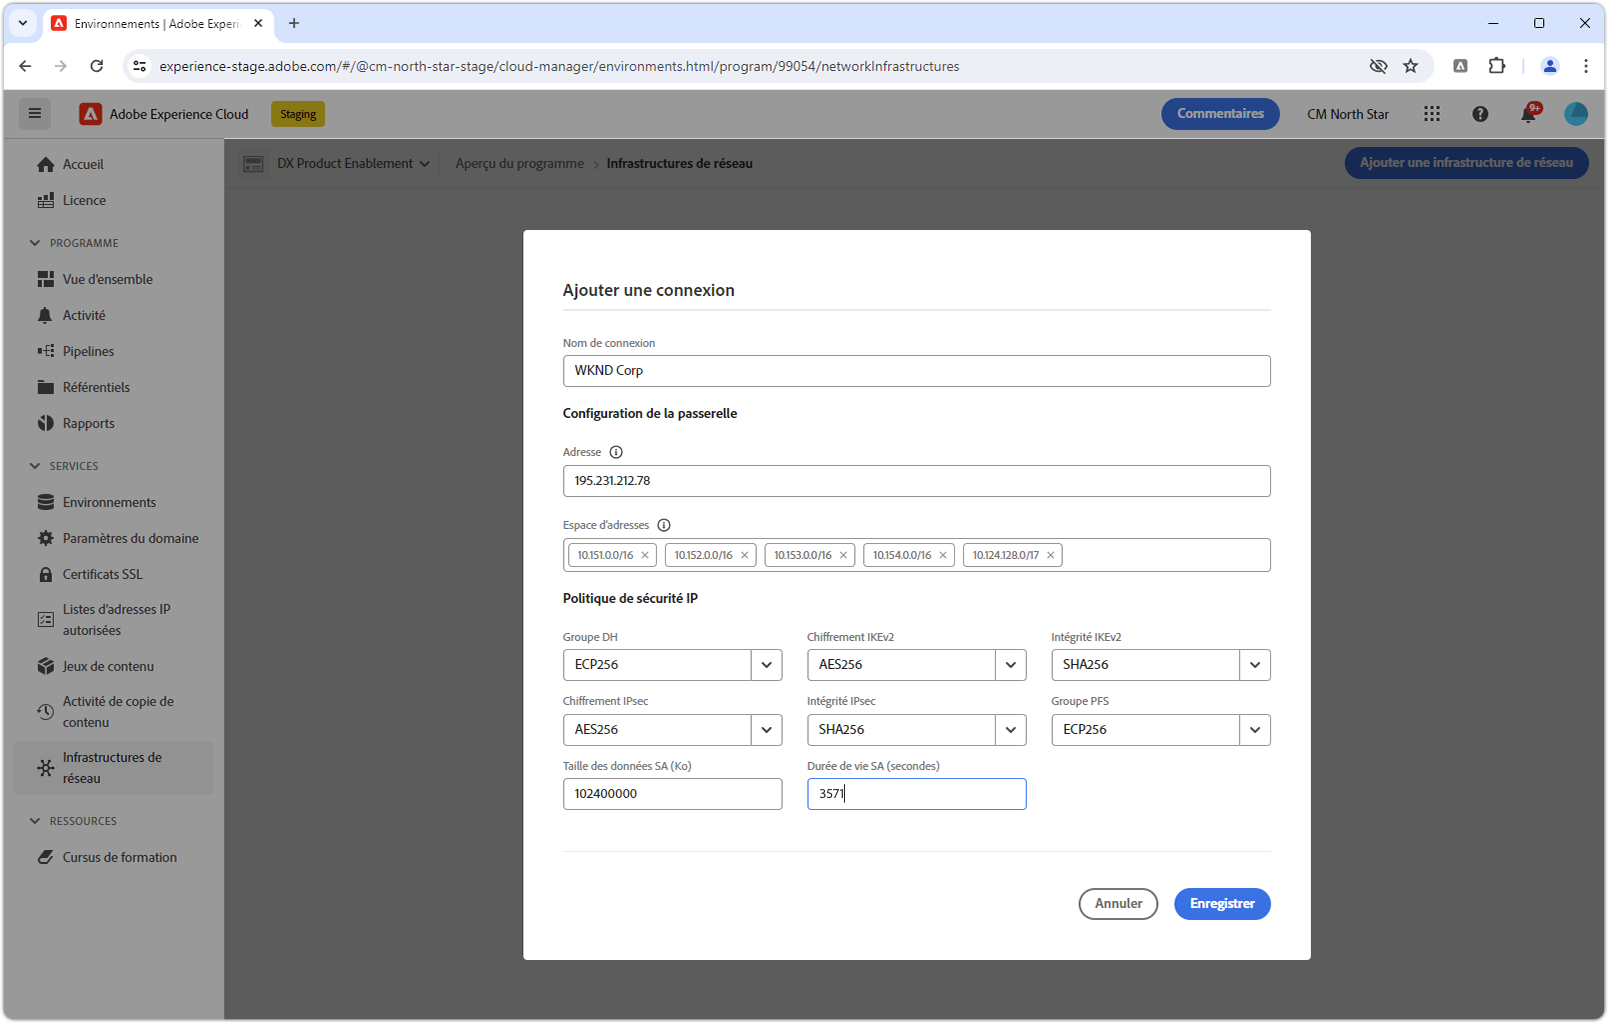 Environnements | Adobe Experi
experience-stage.adobe.com/#/@cm-north-star-stage/cloud-manager/environments.html/program/99054/networkInfrastructures
Adobe Experience Cloud
Staging
Commentaires
CM North Star
9+
Accueil
Licence
PROGRAMME
Vue d'ensemble
Activité
Pipelines
Référentiels
Rapports
SERVICES
Environnements
Paramètres du domaine
Certificats SSL
Listes d'adresses IP
autorisées
Jeux de contenu
Activité de copie de
contenu
Infrastructures de
réseau
RESSOURCES
Cursus de formation
DX Product Enablement
Aperçu du programme > Infrastructures de réseau
Ajouter une infrastructure de réseau
Ajouter une connexion
Nom de connexion
WKND Corp
Configuration de la passerelle
Adresse
195.231.212.78
Espace d'adresses
10.151.0.0/16 10.152.0.0/16 10.153.0.0/16 10.154.0.0/16 10.124.128.0/17
Politique de sécurité IP
Groupe DH Chiffrement IKEv2 Intégrité IKEv2
ECP256 AES256 SHA256
Chiffrement IPsec Intégrité IPsec Groupe PFS
AES256 SHA256 ECP256
Taille des données SA (Ko) Durée de vie SA (secondes)
102400000 3571
Annuler Enregistrer